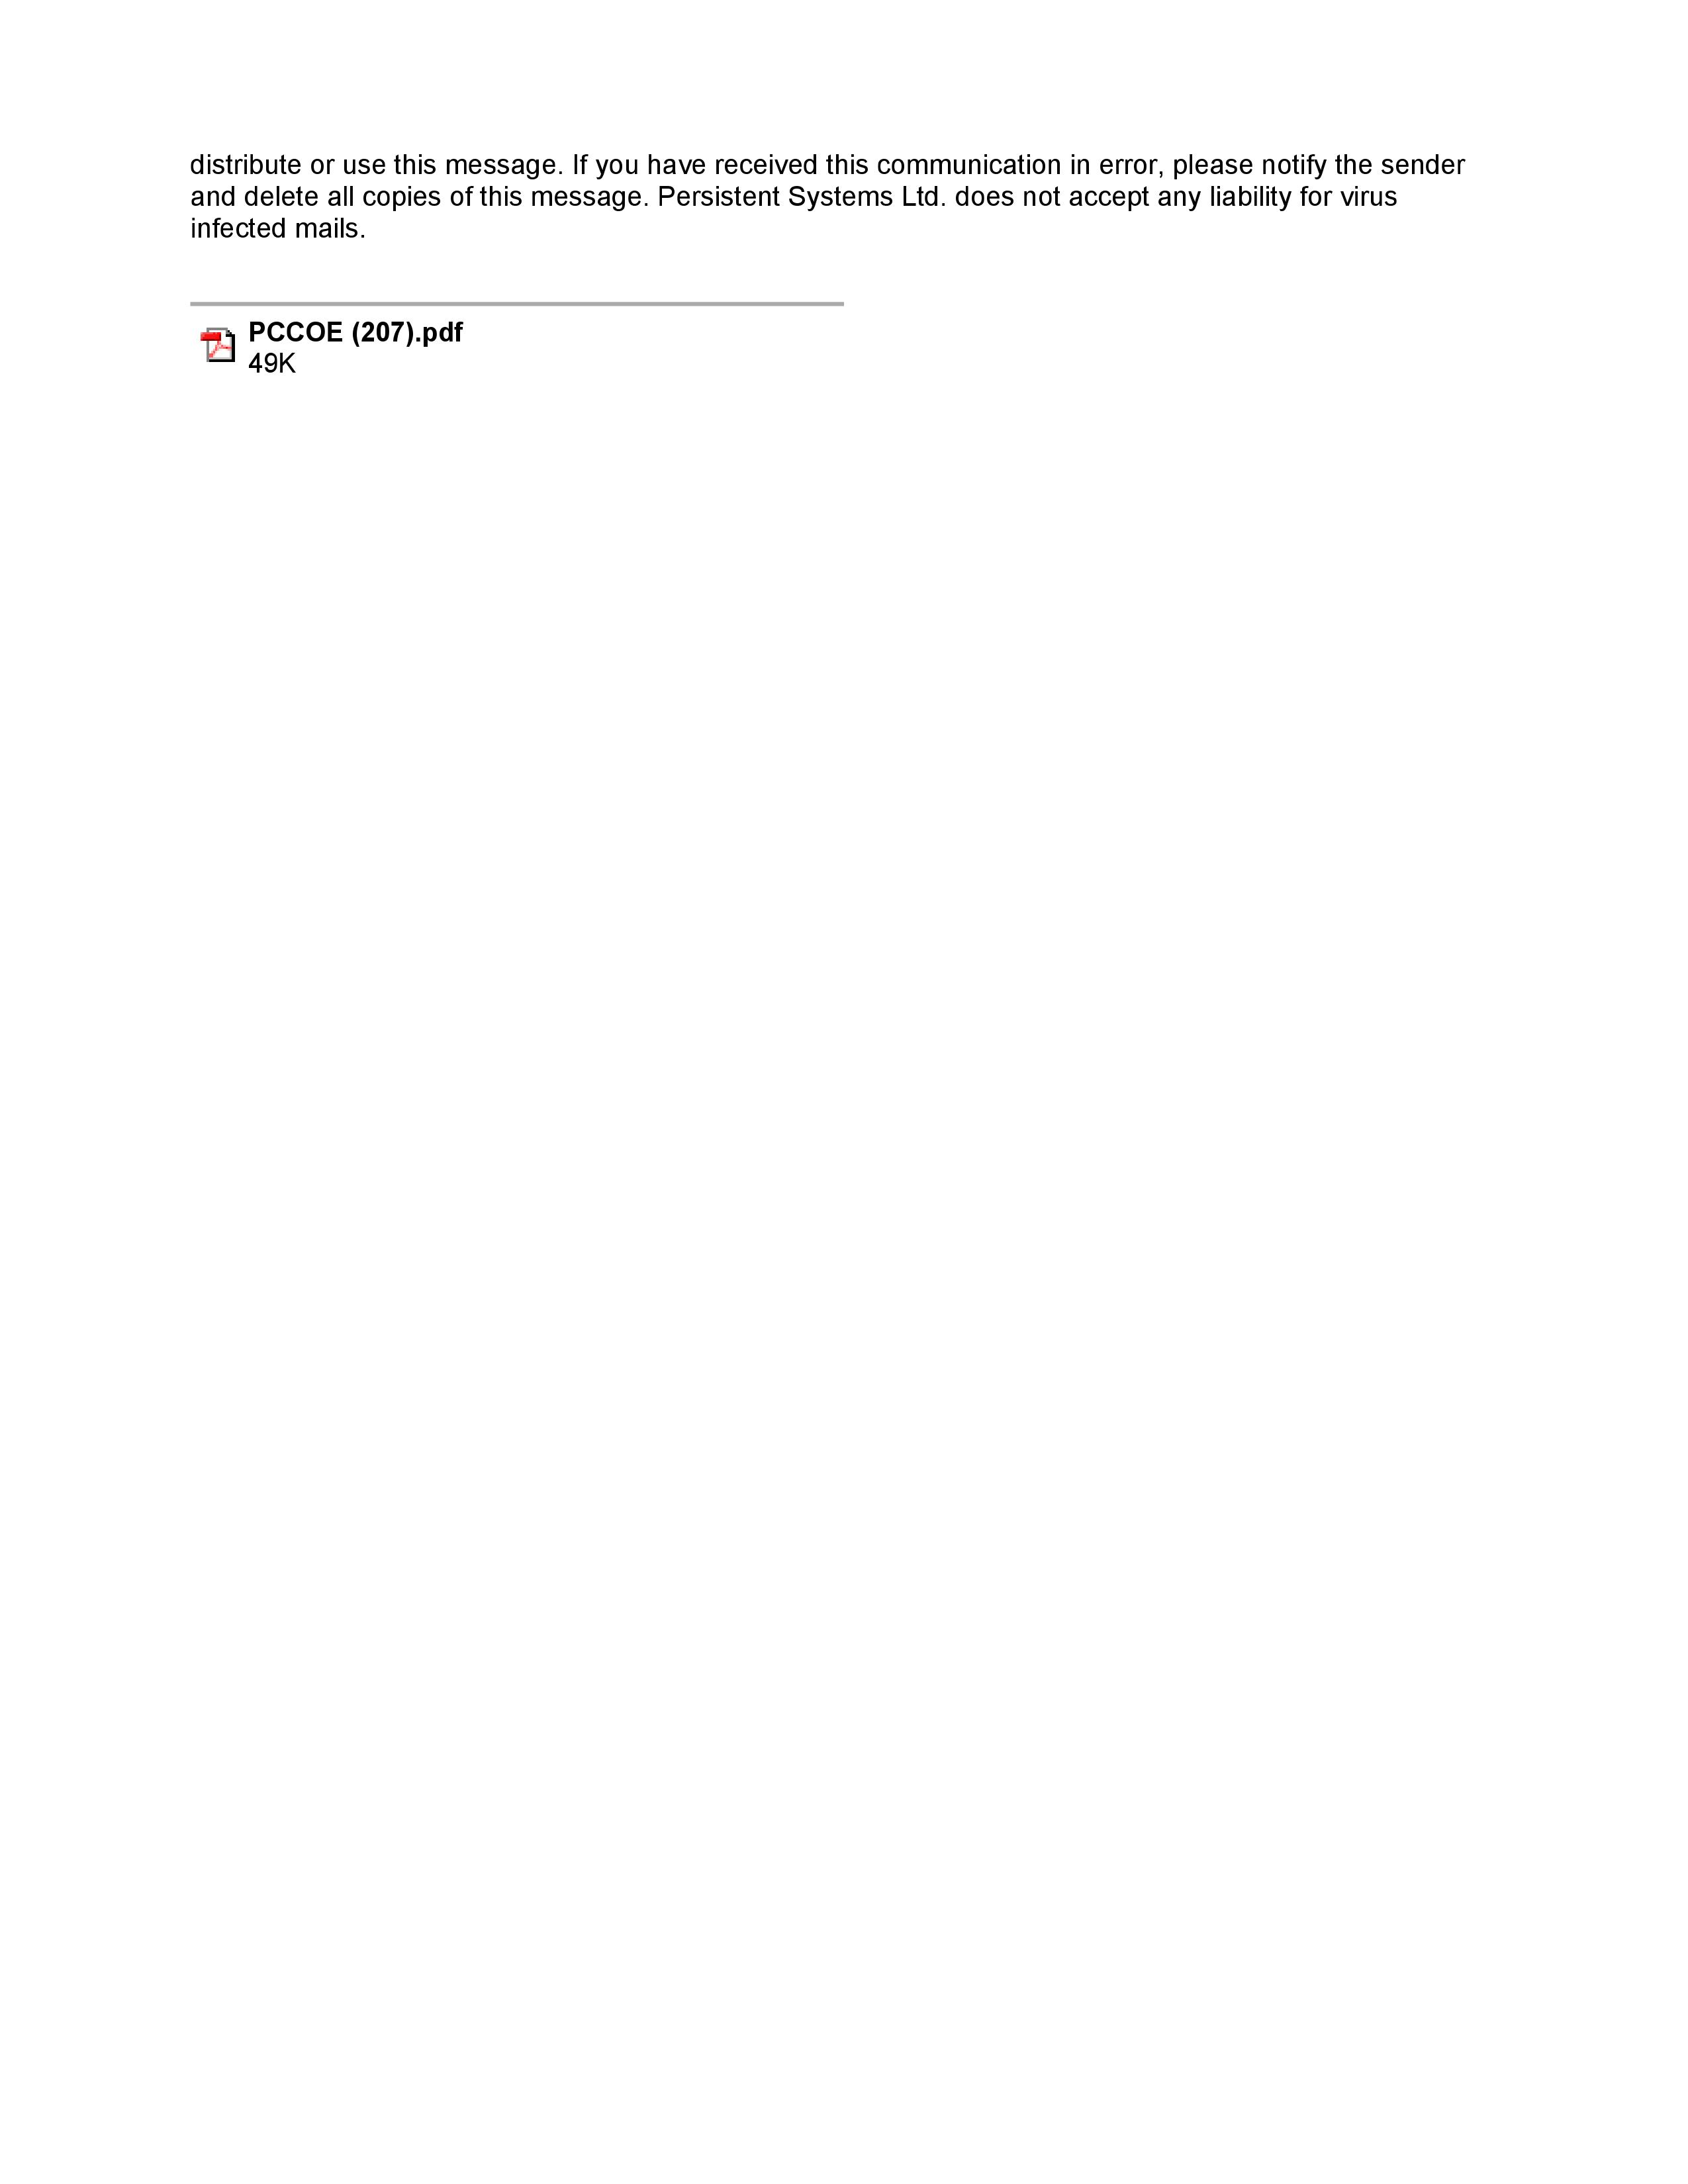 distribute or use this message. If you have received this communication in error, please notify the sender
and delete all copies of this message. Persistent Systems Ltd. does not accept any liability for virus
infected mails.
PCCOE (207).pdf
49K